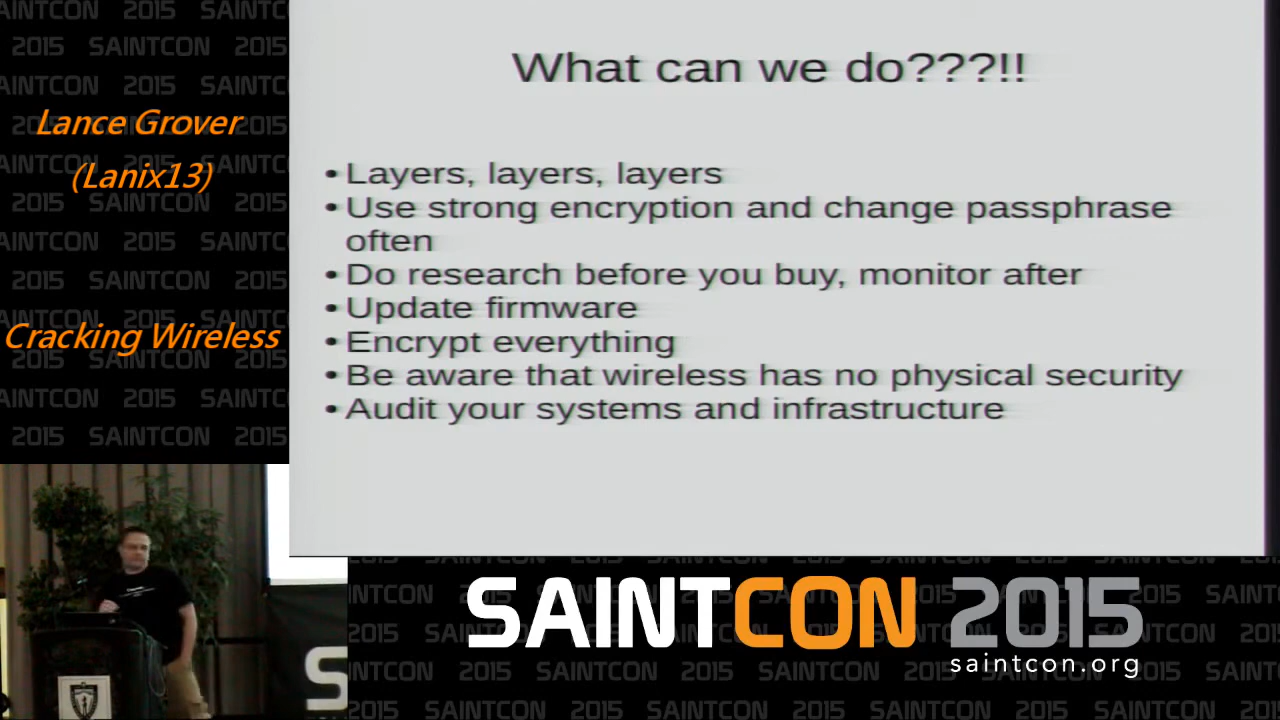 Lance Grover
(Lanix13)
Cracking Wireless
What can we do???!!
• Layers, layers, layers
• Use strong encryption and change passphrase
often
• Do research before you buy, monitor after
• Update firmware
• Encrypt everything
• Be aware that wireless has no physical security
• Audit your systems and infrastructure
SAINTCON 2015
saintcon.org